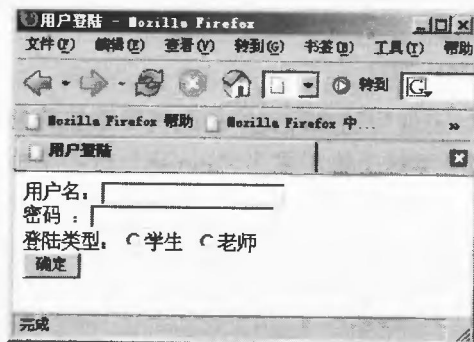 用户登陆 - Mozilla Firefox
文件(F) 编辑(E) 查看(V) 转到(G) 书签(B) 工具(T) 帮助
转到 G
Mozilla Firefox 帮助 Mozilla Firefox 中... »
用户登陆
用户名：
密码 ：
登陆类型： 学生 老师
确定
完成